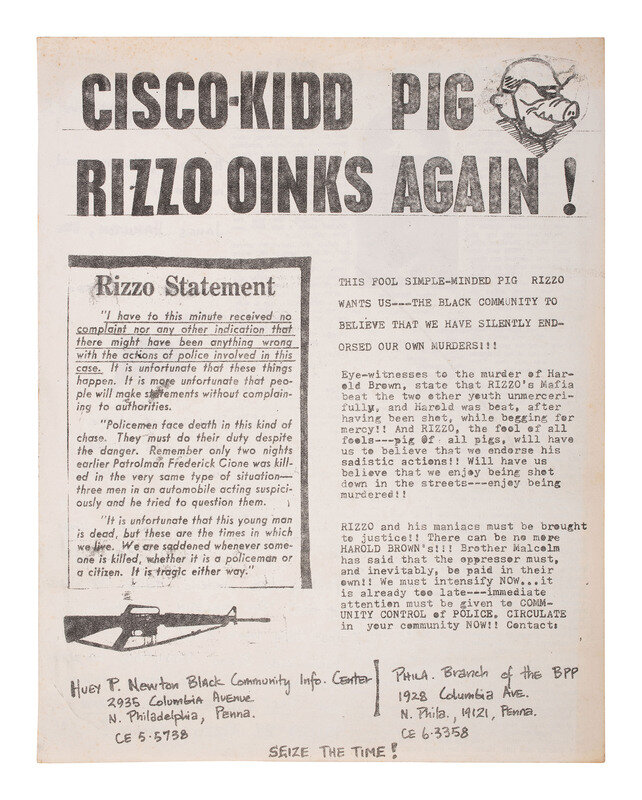 CISCO-KIDD PIG
RIZZO OINKS AGAIN !
Rizzo Statement
"I have to this minute received no
complaint nor any other indication that
there might have been anything wrong
with the actions of police involved in this
case. It is unfortunate that these things
happen. It is more unfortunate that peo-
ple will make statements without complain-
ing to authorities.
"Policemen face death in this kind of
chase. They must do their duty despite
the danger. Remember only two nights
earlier Patrolman Frederick Cione was kill-
ed in the very same type of situation—
three men in an automobile acting suspici-
ously and he tried to question them.
"It is unfortunate that this young man
is dead, but these are the times in which
we live. We are saddened whenever some-
one is killed, whether it is a policeman or
a citizen. It is tragic either way."
THIS FOOL SIMPLE-MINDED PIG RIZZO
WANTS US---THE BLACK COMMUNITY TO
BELIEVE THAT WE HAVE SILENTLY END-
ORSED OUR OWN MURDERS!!!
Eye-witnesses to the murder of Har-
old Brown, state that RIZZO's Mafia
beat the two other youth unmerceri-
fully, and Harold was beat, after
having been shot, while begging for
mercy!! And RIZZO, the fool of all
fools---pig Of all pigs, will have
us to believe that we endorse his
sadistic actions!! Will have us
believe that we enjoy being shot
down in the streets---enjoy being
murdered!!
RIZZO and his maniacs must be brought
to justice!! There can be no more
HAROLD BROWN's!!! Brother Malcolm
has said that the oppressor must,
and inevitably, be paid in their
own!! We must intensify NOW...it
is already too late---immediate
attention must be given to COMM-
UNITY CONTROL of POLICE. CIRCULATE
in your community NOW!! Contact:
HUEY P. Newton Black Community Info. Center
2935 Columbia Avenue
N. Philadelphia, Penna.
CE 5-5738
PHILA. Branch of the BPP
1928 Columbia Ave.
N. Phila., 19121, Penna.
CE 6-3358
SEIZE THE TIME!